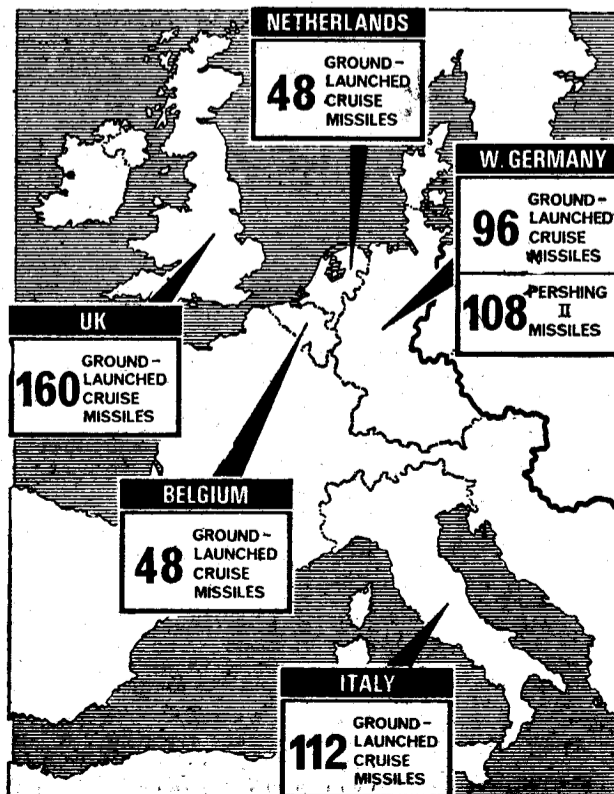 NETHERLANDS
48 GROUND-
LAUNCHED
CRUISE
MISSILES
W. GERMANY
96 GROUND-
LAUNCHED
CRUISE
MISSILES
108 PERSHING
II
MISSILES
UK
160 GROUND-
LAUNCHED
CRUISE
MISSILES
BELGIUM
48 GROUND-
LAUNCHED
CRUISE
MISSILES
ITALY
112 GROUND-
LAUNCHED
CRUISE
MISSILES